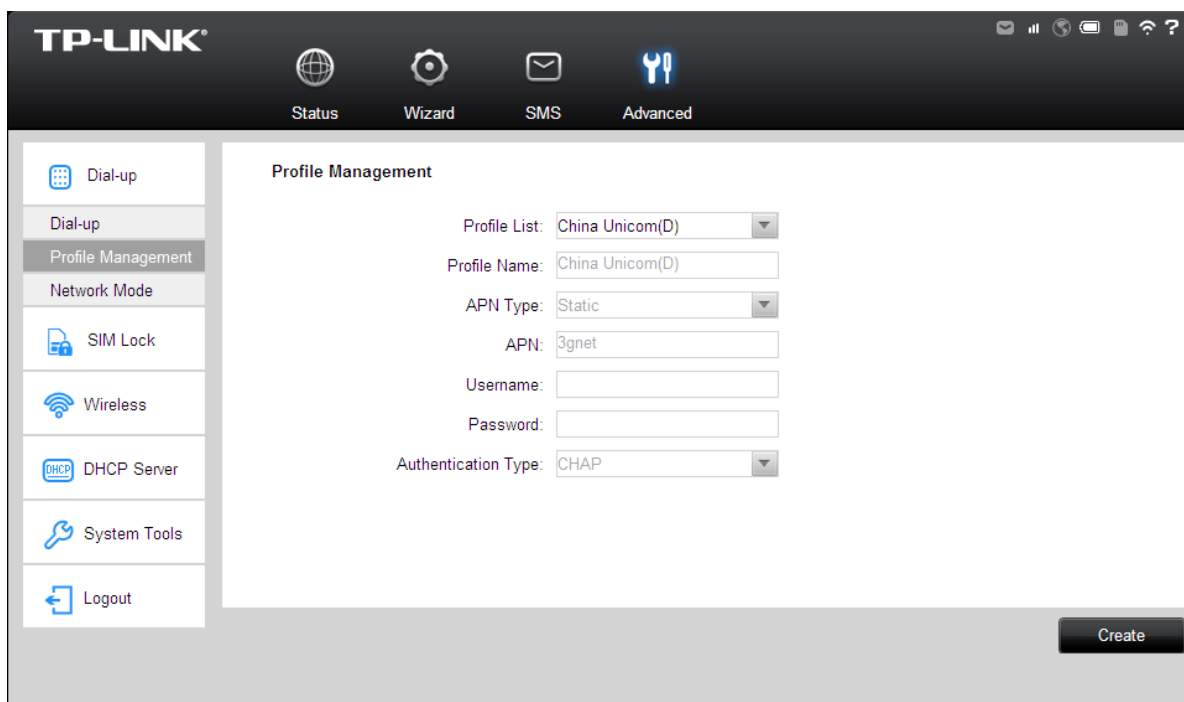 TP-LINK®
?
Status Wizard SMS Advanced
Dial-up
Dial-up
Profile Management
Network Mode
SIM Lock
Wireless
DHCP DHCP Server
System Tools
Logout
Profile Management
Profile List: China Unicom(D)
Profile Name: China Unicom(D)
APN Type: Static
APN: 3gnet
Username:
Password:
Authentication Type: CHAP
Create